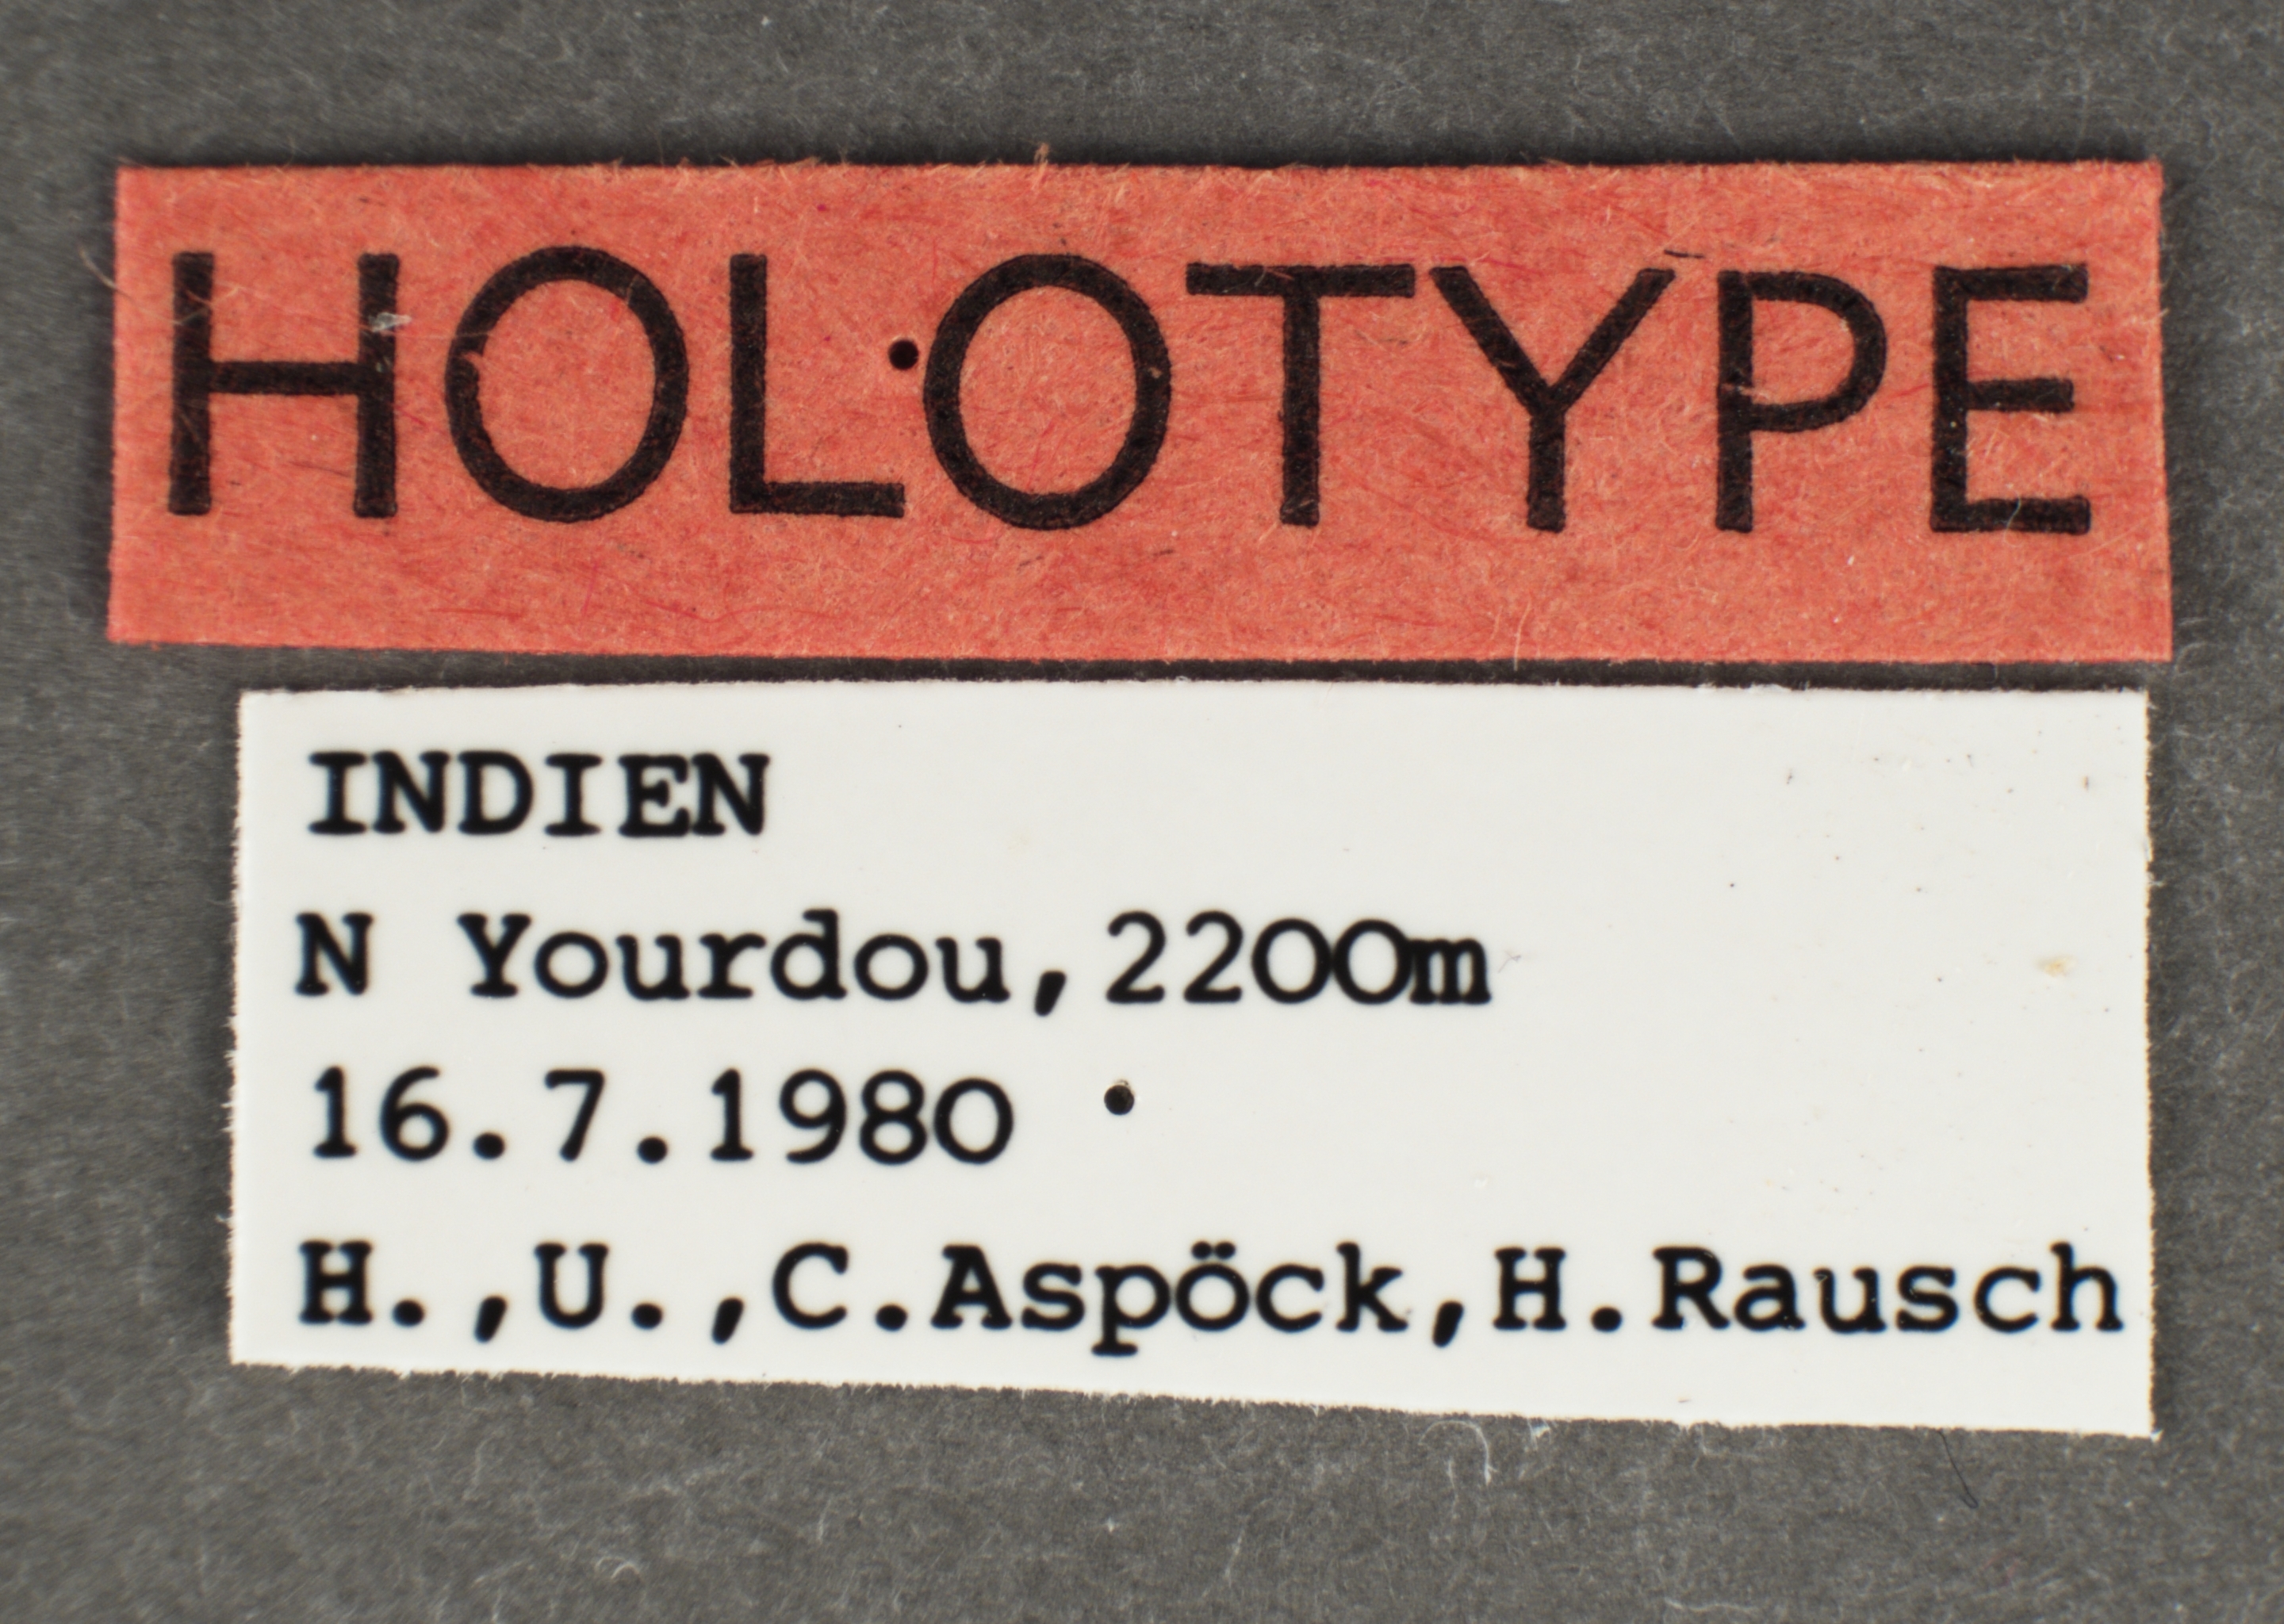 HOLOTYPE
INDIEN
N Yourdou,2200m
16.7.1980
H.,U.,C.Aspöck,H.Rausch